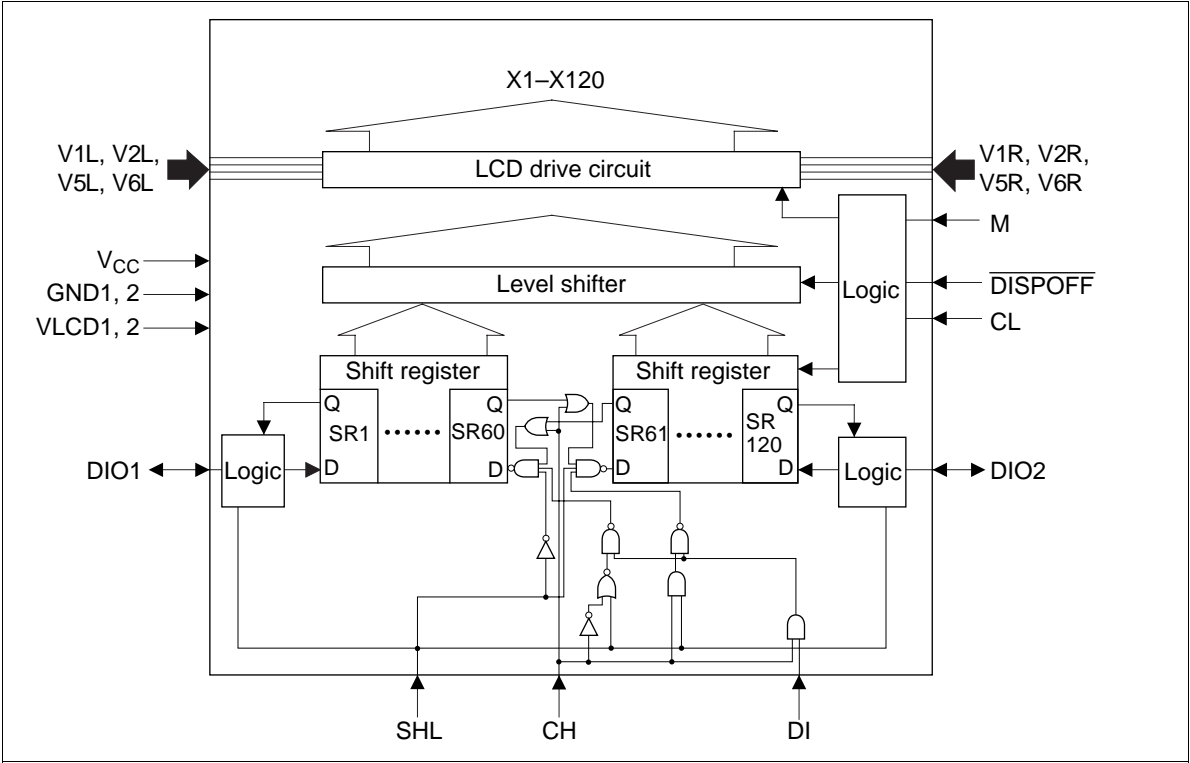 X1–X120
V1L, V2L,
V5L, V6L
LCD drive circuit
V1R, V2R,
V5R, V6R
M
VCC
GND1, 2
VLCD1, 2
Level shifter
Logic
DISPOFF
CL
Shift register
Shift register
Q
SR1
......
SR60
Q
D
D
Q
SR61
......
SR
120
Q
D
D
DIO1
Logic
Logic
DIO2
SHL
CH
DI